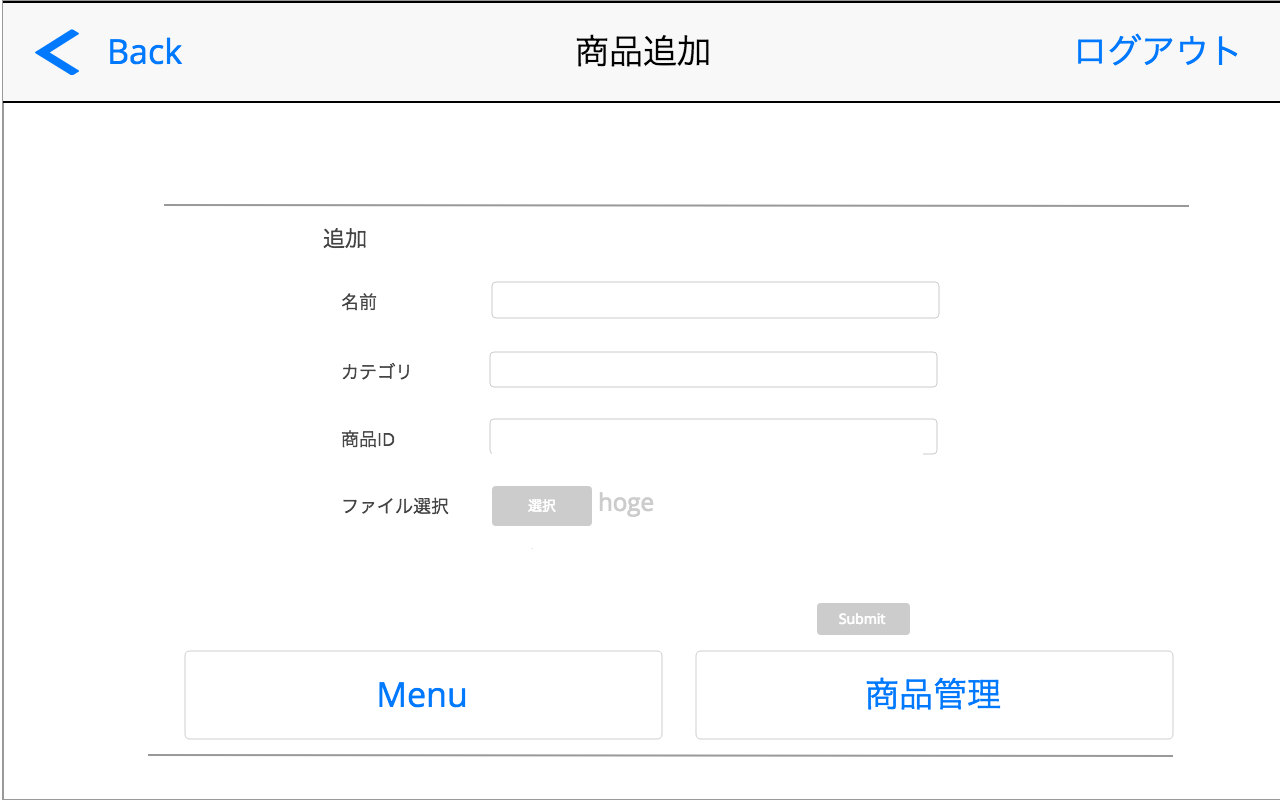 Back 商品追加 ログアウト
追加
名前
カテゴリ
商品ID
ファイル選択 選択 hoge
Submit
Menu 商品管理